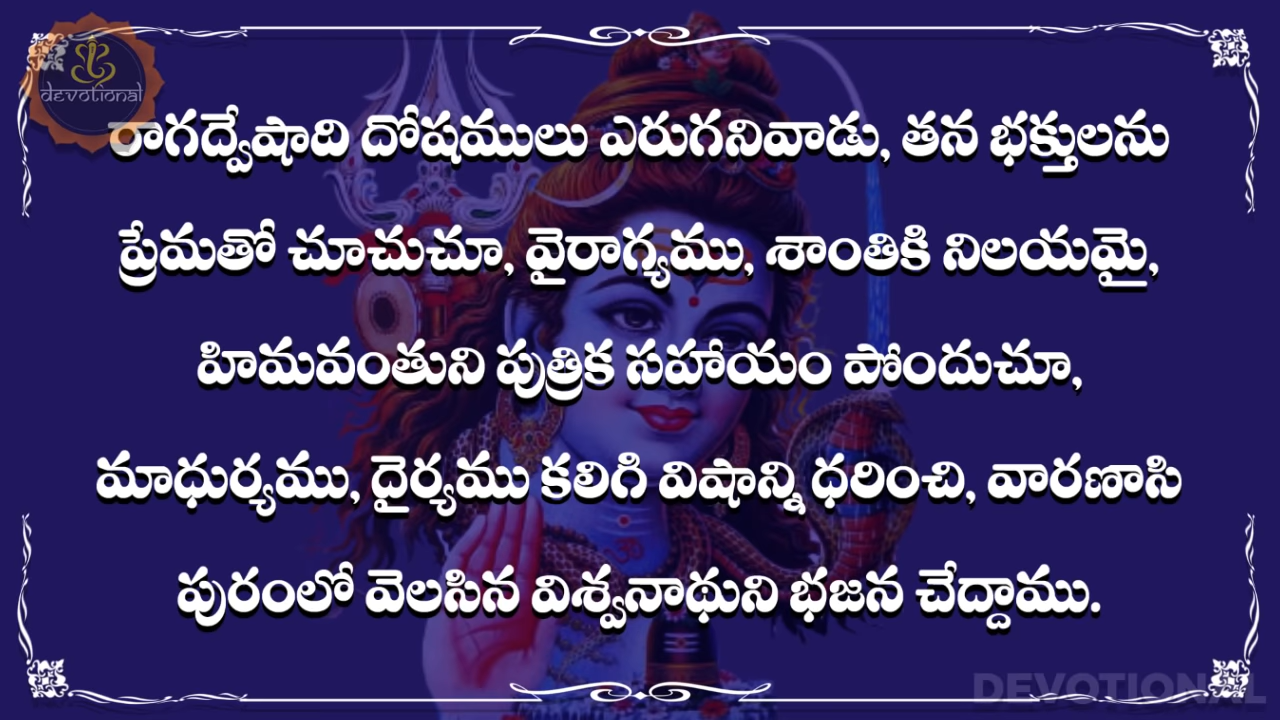 devotional
రాగద్వేషాది దోషములు ఎరుగనివాడు, తన భక్తులను
ప్రేమతో చూచుచూ, వైరాగ్యము, శాంతికి నిలయమై,
హిమవంతుని పుత్రిక సహాయం పోందుచూ,
మాధుర్యము, ధైర్యము కలిగి విషాన్ని ధరించి, వారణాసి
పురంలో వెలసిన విశ్వనాథుని భజన చేద్దాము.
DEVOTIONAL